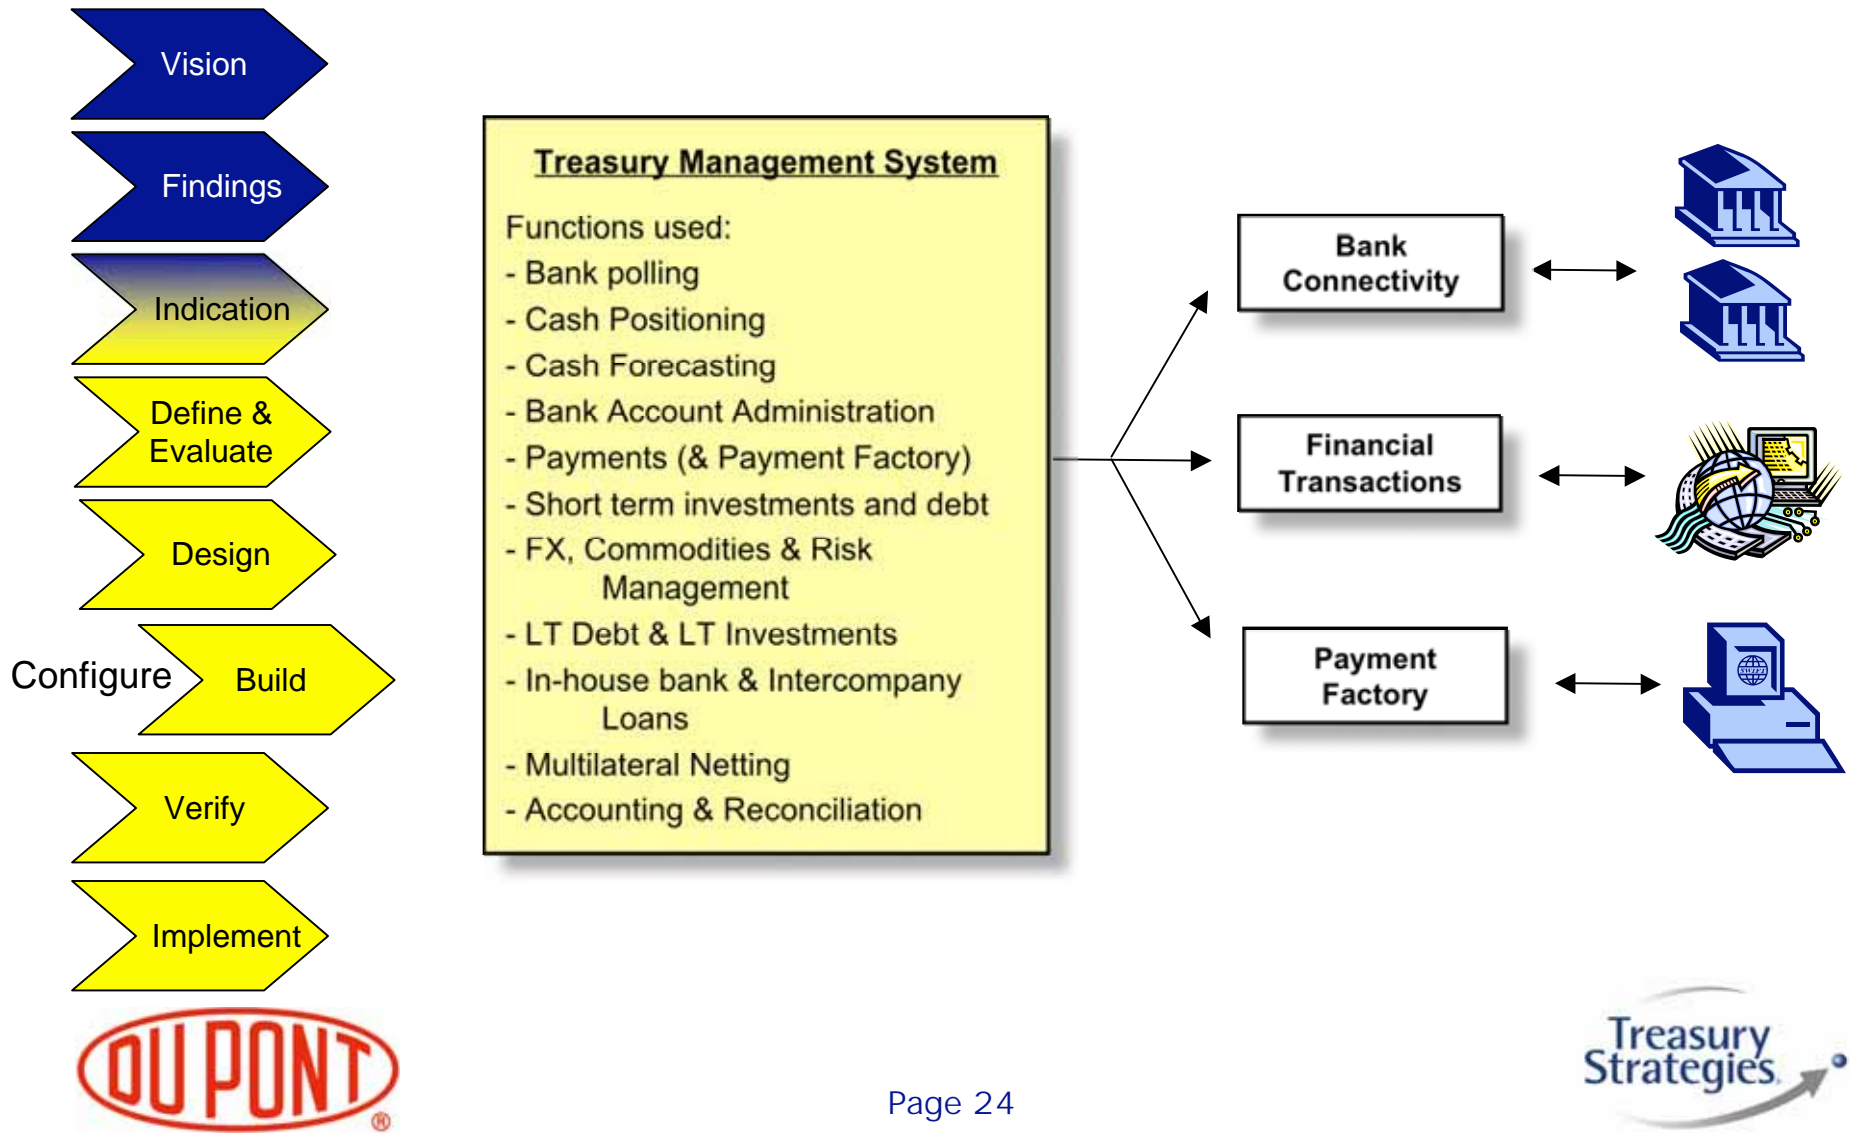 Vision
Findings
Indication
Define &
Evaluate
Design
Configure
Build
Verify
Implement
Treasury Management System
Functions used:
- Bank polling
- Cash Positioning
- Cash Forecasting
- Bank Account Administration
- Payments (& Payment Factory)
- Short term investments and debt
- FX, Commodities & Risk
Management
- LT Debt & LT Investments
- In-house bank & Intercompany
Loans
- Multilateral Netting
- Accounting & Reconciliation
Bank
Connectivity
Financial
Transactions
Payment
Factory
SWIFT
DU PONT
®
Page 24
Treasury
Strategies